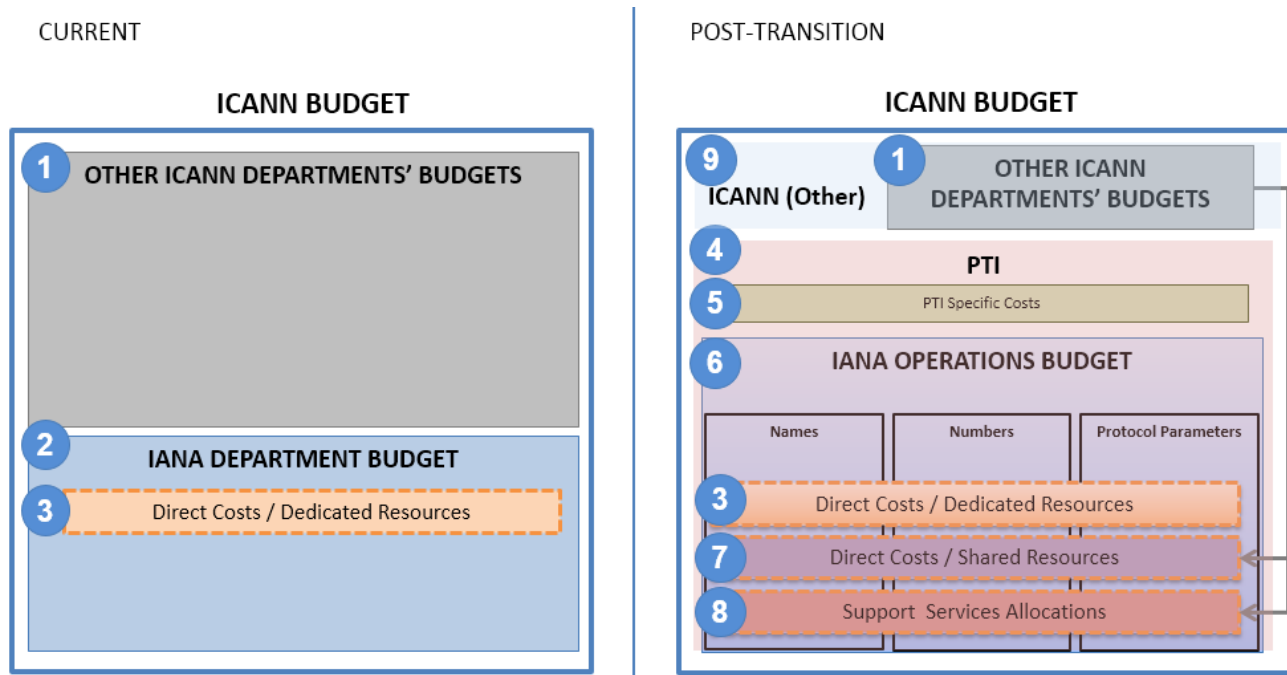 CURRENT
ICANN BUDGET
1
OTHER ICANN DEPARTMENTS’ BUDGETS
2
IANA DEPARTMENT BUDGET
3
Direct Costs / Dedicated Resources
POST-TRANSITION
ICANN BUDGET
9
ICANN (Other)
1
OTHER ICANN
DEPARTMENTS’ BUDGETS
4
PTI
5
PTI Specific Costs
6
IANA OPERATIONS BUDGET
Names
Numbers
Protocol Parameters
3
Direct Costs / Dedicated Resources
7
Direct Costs / Shared Resources
8
Support Services Allocations